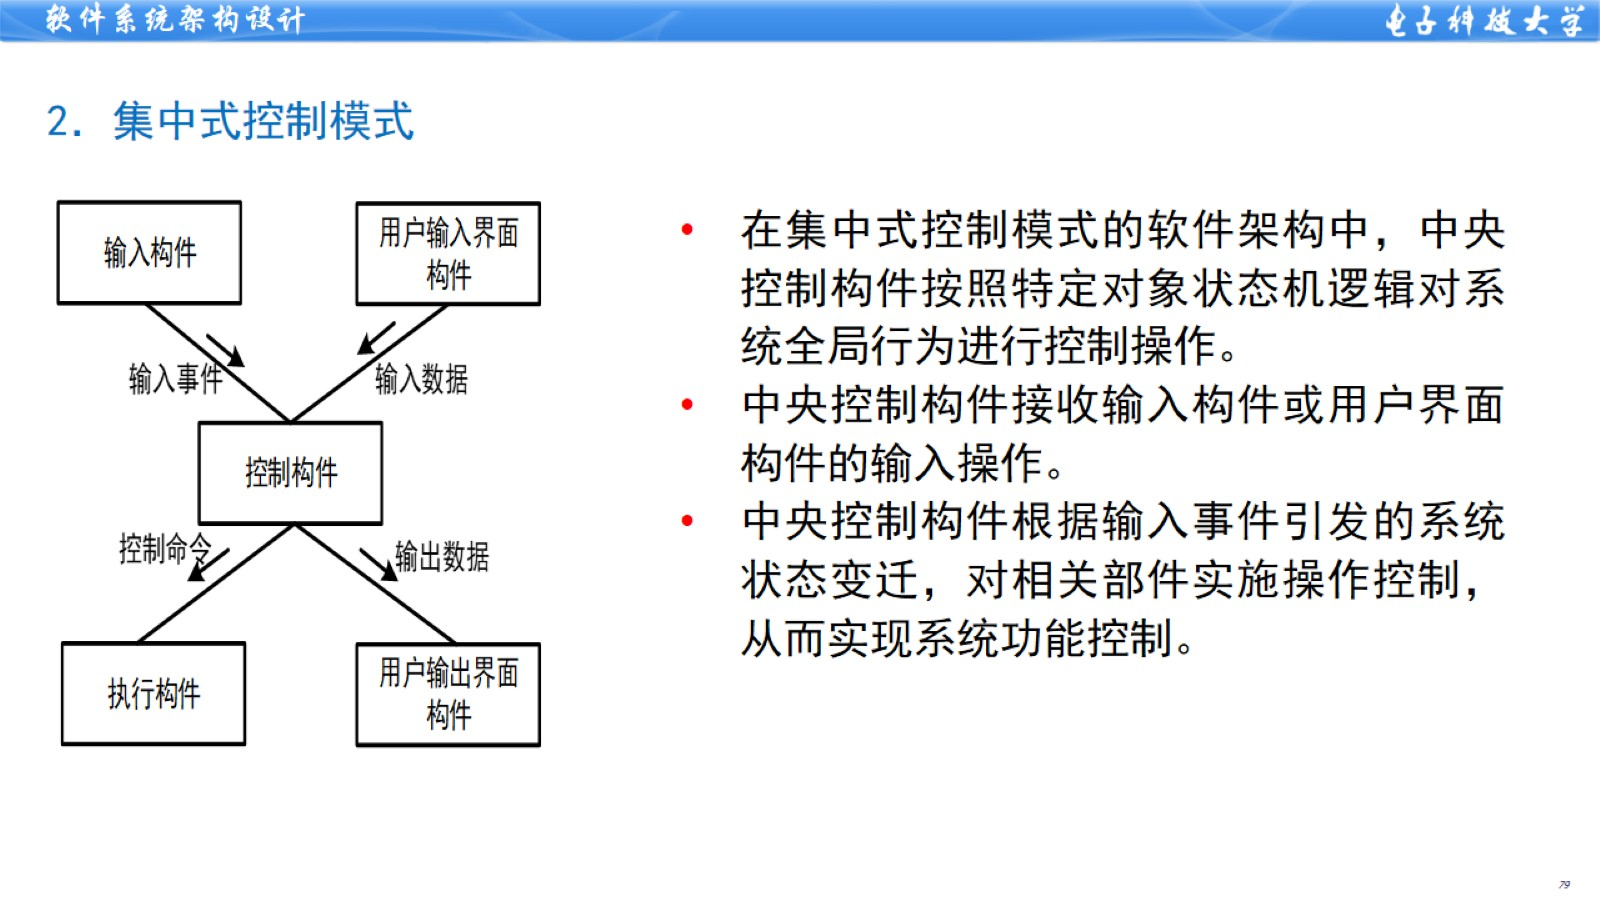 软件系统架构设计
电子科技大学
2. 集中式控制模式
输入构件
用户输入界面
构件
输入事件
输入数据
控制构件
控制命令
输出数据
执行构件
用户输出界面
构件
• 在集中式控制模式的软件架构中，中央
控制构件按照特定对象状态机逻辑对系
统全局行为进行控制操作。
• 中央控制构件接收输入构件或用户界面
构件的输入操作。
• 中央控制构件根据输入事件引发的系统
状态变迁，对相关部件实施操作控制，
从而实现系统功能控制。
79